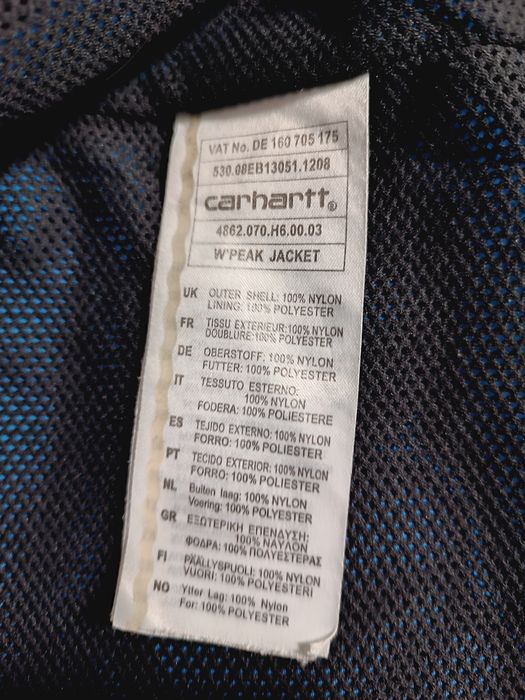 VAT No. DE 160 705 175
530.08EB13051.1208
carhartt®
4862.070.H6.00.03
W'PEAK JACKET
UK OUTER SHELL: 100% NYLON
LINING: 100% POLYESTER
FR TISSU EXTERIEUR: 100% NYLON
DOUBLURE: 100% POLYESTER
DE OBERSTOFF: 100% NYLON
FUTTER: 100% POLYESTER
IT TESSUTO ESTERNO:
100% NYLON
FODERA: 100% POLIESTERE
ES TEJIDO EXTERNO: 100% NYLON
FORRO: 100% POLYESTER
PT TECIDO EXTERIOR: 100% NYLON
FORRO: 100% POLYESTER
NL Buiten laag: 100% NYLON
Voering: 100% POLYESTER
GR ΕΞΩΤΕΡΙΚΗ ΕΠΕΝΔΥΣΗ:
100% ΝΑΥΛΟΝ
ΦΟΔΡΑ: 100% ΠΟΛΥΕΣΤΕΡΑΣ
FI PÄÄLLYSPUOLI: 100% NYLON
VUORI: 100% POLYESTERI
NO Ytter Lag: 100% Nylon
For: 100% POLYESTER